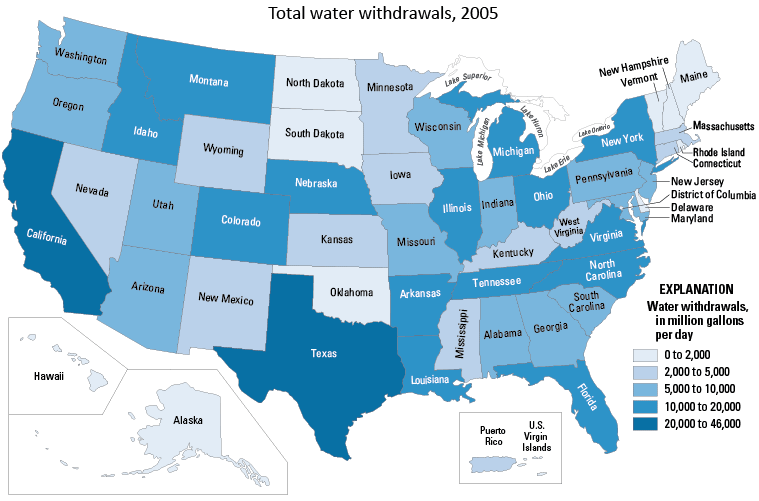 Total water withdrawals, 2005
Washington
Oregon
California
Nevada
Idaho
Montana
Wyoming
Utah
Arizona
Colorado
New Mexico
North Dakota
South Dakota
Nebraska
Kansas
Oklahoma
Texas
Minnesota
Iowa
Missouri
Arkansas
Louisiana
Wisconsin
Illinois
Indiana
Michigan
Ohio
Kentucky
Tennessee
Mississippi
Alabama
Georgia
Florida
South
Carolina
North
Carolina
Virginia
West
Virginia
Pennsylvania
New York
Lake Superior
Lake Michigan
Lake Huron
Lake Erie
Lake Ontario
New Hampshire
Vermont
Maine
Massachusetts
Rhode Island
Connecticut
New Jersey
District of Columbia
Delaware
Maryland
Hawaii
Alaska
Puerto
Rico
U.S.
Virgin
Islands
EXPLANATION
Water withdrawals,
in million gallons
per day
0 to 2,000
2,000 to 5,000
5,000 to 10,000
10,000 to 20,000
20,000 to 46,000